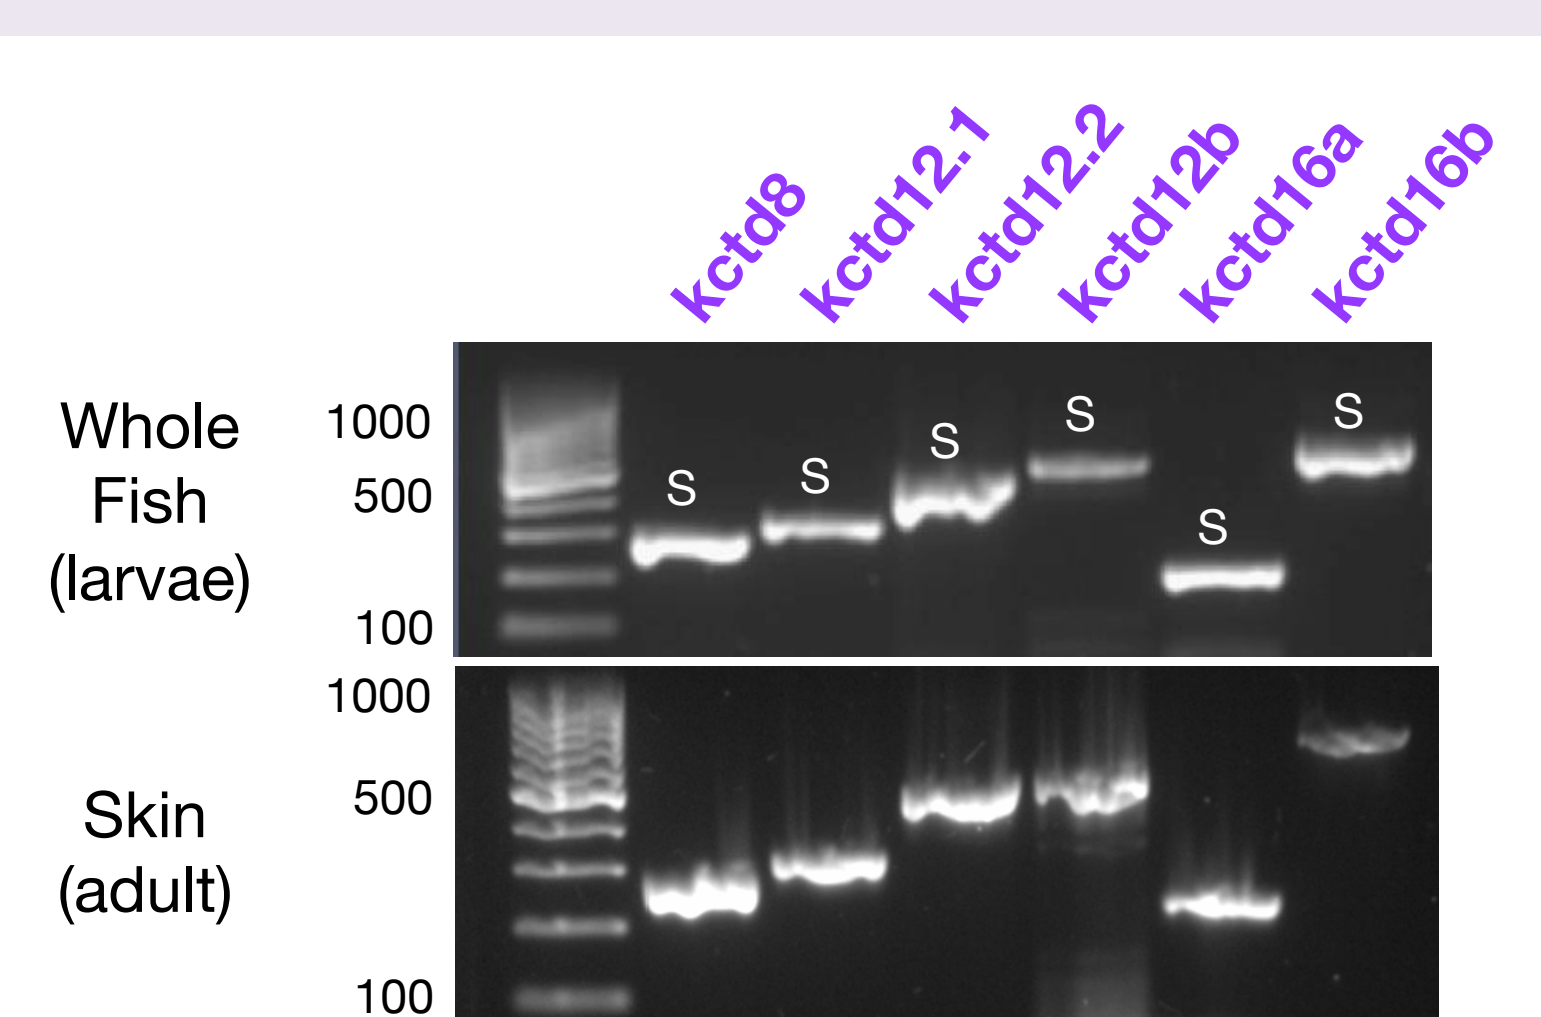 kctd8
kctd12.1
kctd12.2
kctd12b
kctd16a
kctd16b
Whole
Fish
(larvae)
1000
500
100
S
S
S
S
S
S
Skin
(adult)
1000
500
100